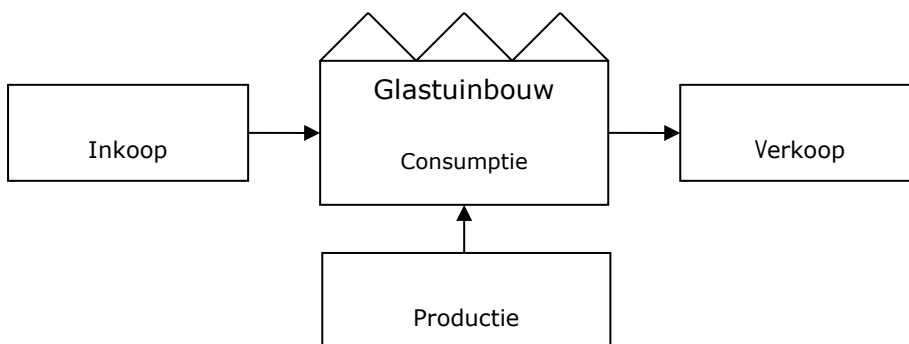 Glastuinbouw
Inkoop
Consumptie
Verkoop
Productie